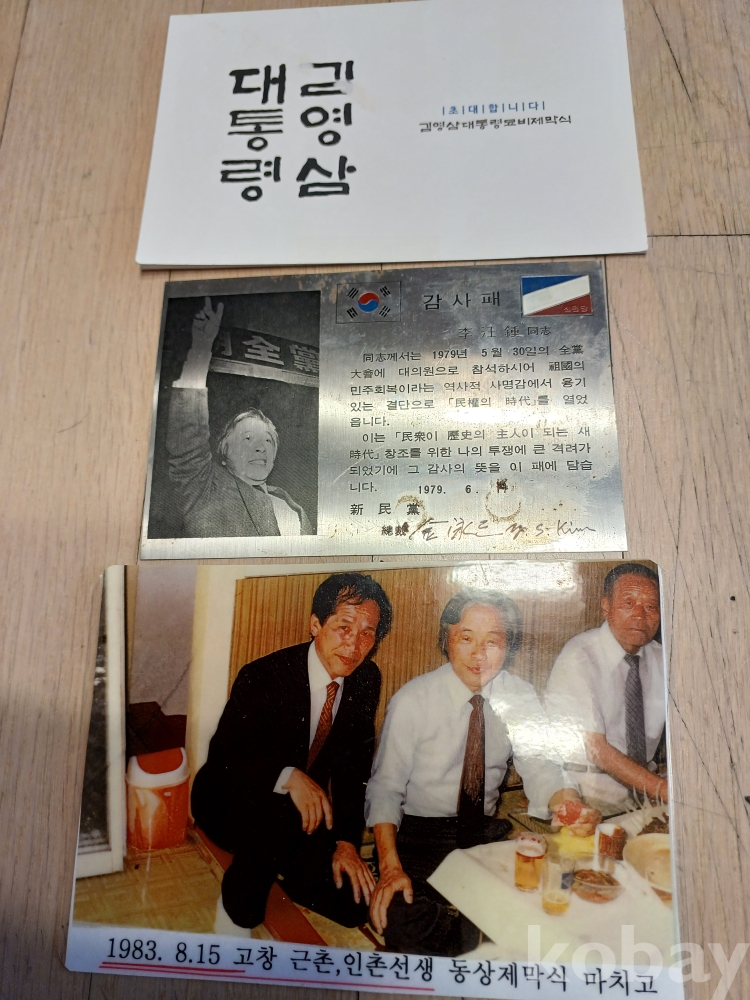 대통령 김영삼
|초|대|합|니|다|
김영삼대통령묘비제막식
감사패
李汪鍾 同志
同志께서는 1979년 5월 30일의 全黨
大會에 대의원으로 참석하시어 祖國의
민주회복이라는 역사적 사명감에서 용기
있는 결단으로 「民權의 時代」를 열었
읍니다.
이는 「民衆이 歷史의 主人이 되는 새
時代」창조를 위한 나의 투쟁에 큰 격려가
되었기에 그 감사의 뜻을 이 패에 담습
니다.
1979. 6.
新民黨
總裁 金泳三 Y. S. Kim
全黨
1983. 8.15 고창 근촌,인촌선생 동상제막식 마치고
kobay